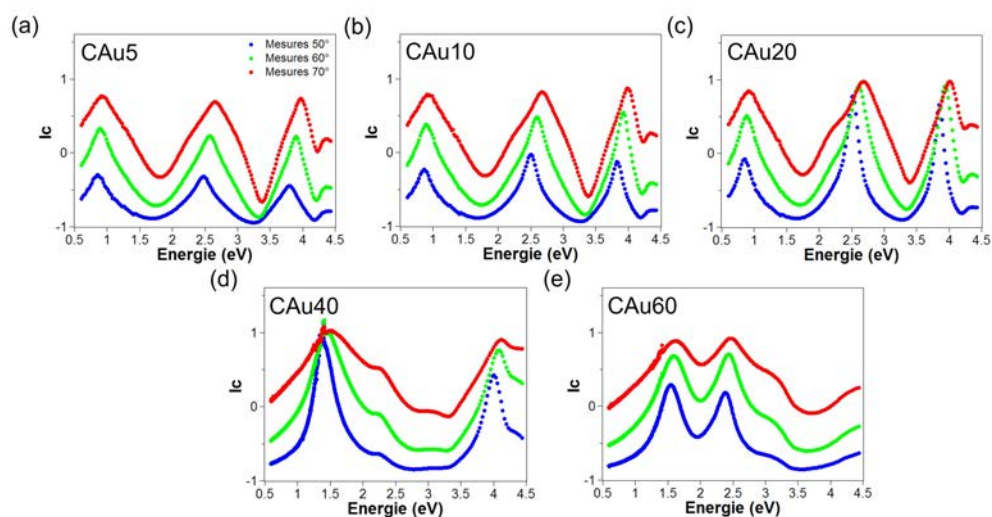 (a)
CAu5
Mesures 50°
Mesures 60°
Mesures 70°
Ic
1
0
-1
0.5 1 1.5 2 2.5 3 3.5 4 4.5
Energie (eV)
(b)
CAu10
Ic
1
0
-1
0.5 1 1.5 2 2.5 3 3.5 4 4.5
Energie (eV)
(c)
CAu20
Ic
1
0
-1
0.5 1 1.5 2 2.5 3 3.5 4 4.5
Energie (eV)
(d)
CAu40
Ic
1
0
-1
0.5 1 1.5 2 2.5 3 3.5 4 4.5
Energie (eV)
(e)
CAu60
Ic
1
0
-1
0.5 1 1.5 2 2.5 3 3.5 4 4.5
Energie (eV)